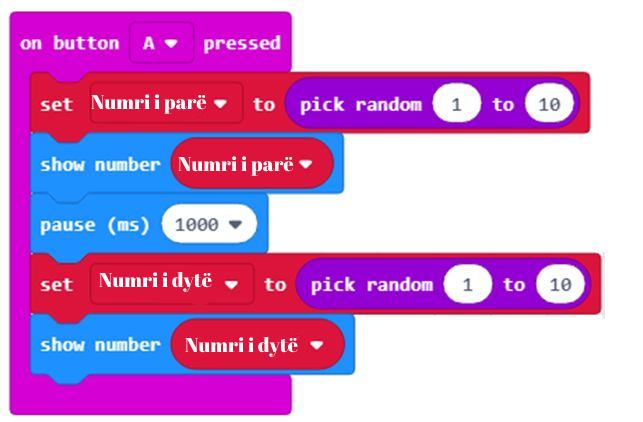 on button A pressed
set Numri i parë to pick random 1 to 10
show number Numri i parë
pause (ms) 1000
set Numri i dytë to pick random 1 to 10
show number Numri i dytë